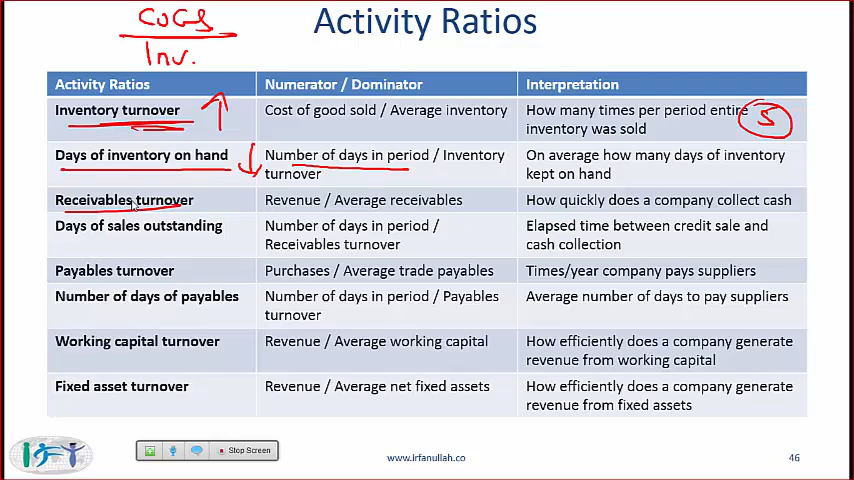 COGS
Inv.
Activity Ratios
Activity Ratios Numerator / Dominator Interpretation
Inventory turnover Cost of good sold / Average inventory How many times per period entire
inventory was sold
5
Days of inventory on hand Number of days in period / Inventory On average how many days of inventory
turnover kept on hand
Receivables turnover Revenue / Average receivables How quickly does a company collect cash
Days of sales outstanding Number of days in period / Elapsed time between credit sale and
Receivables turnover cash collection
Payables turnover Purchases / Average trade payables Times/year company pays suppliers
Number of days of payables Number of days in period / Payables Average number of days to pay suppliers
turnover
Working capital turnover Revenue / Average working capital How efficiently does a company generate
revenue from working capital
Fixed asset turnover Revenue / Average net fixed assets How efficiently does a company generate
revenue from fixed assets
Stop Screen
www.irfanullah.co
46